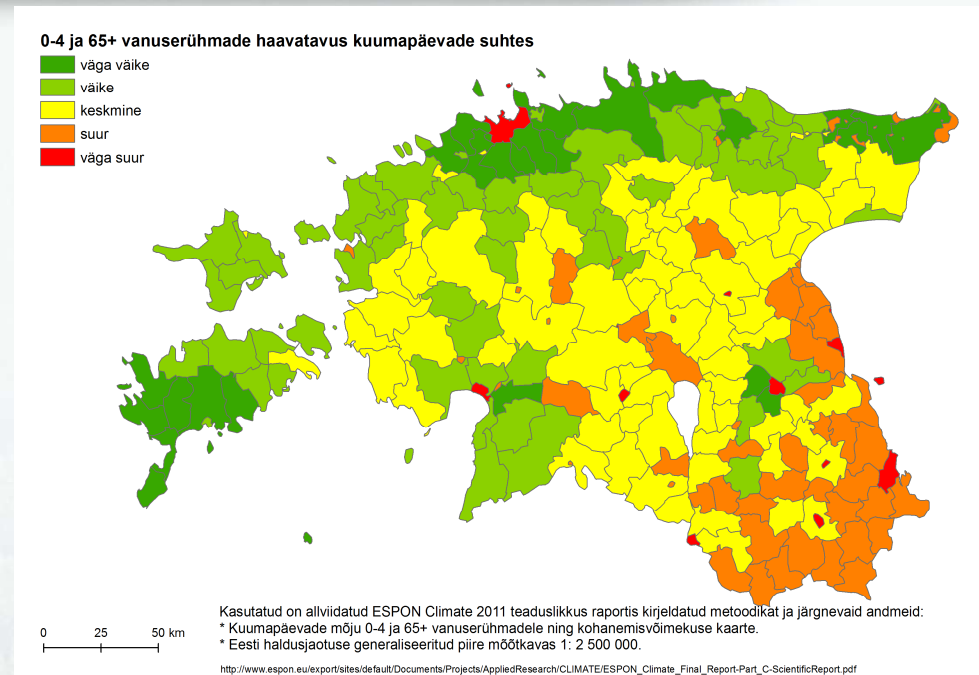 0-4 ja 65+ vanuserühmade haavatavus kuumapäevade suhtes
väga väike
väike
keskmine
suur
väga suur
Kasutatud on allviidatud ESPON Climate 2011 teaduslikkus raportis kirjeldatud metoodikat ja järgnevaid andmeid:
* Kuumapäevade mõju 0-4 ja 65+ vanuserühmadele ning kohanemisvõimekuse kaarte.
* Eesti haldusjaotuse generaliseeritud piire mõõtkavas 1: 2 500 000.
0 25 50 km
http://www.espon.eu/export/sites/default/Documents/Projects/AppliedResearch/CLIMATE/ESPON_Climate_Final_Report-Part_C-ScientificReport.pdf